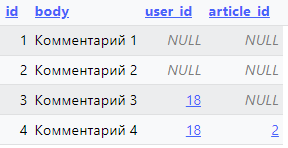 id body user_id article_id
1 Комментарий 1 NULL NULL
2 Комментарий 2 NULL NULL
3 Комментарий 3 18 NULL
4 Комментарий 4 18 2